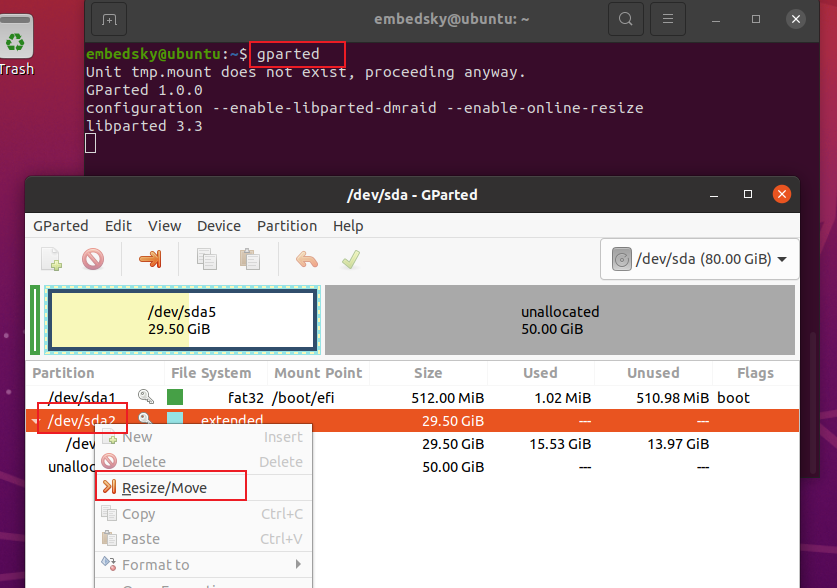 embedsky@ubuntu: ~
Trash
embedsky@ubuntu:~$ gparted
Unit tmp.mount does not exist, proceeding anyway.
GParted 1.0.0
configuration --enable-libparted-dmraid --enable-online-resize
libparted 3.3
/dev/sda - GParted
GParted Edit View Device Partition Help
/dev/sda (80.00 GiB)
/dev/sda5
29.50 GiB
unallocated
50.00 GiB
Partition File System Mount Point Size Used Unused Flags
/dev/sda1 fat32 /boot/efi 512.00 MiB 1.02 MiB 510.98 MiB boot
/dev/sda2 extended 29.50 GiB --- ---
/dev 29.50 GiB 15.53 GiB 13.97 GiB
unalloc 50.00 GiB --- ---
New Insert
Delete Delete
Resize/Move
Copy Ctrl+C
Paste Ctrl+V
Format to